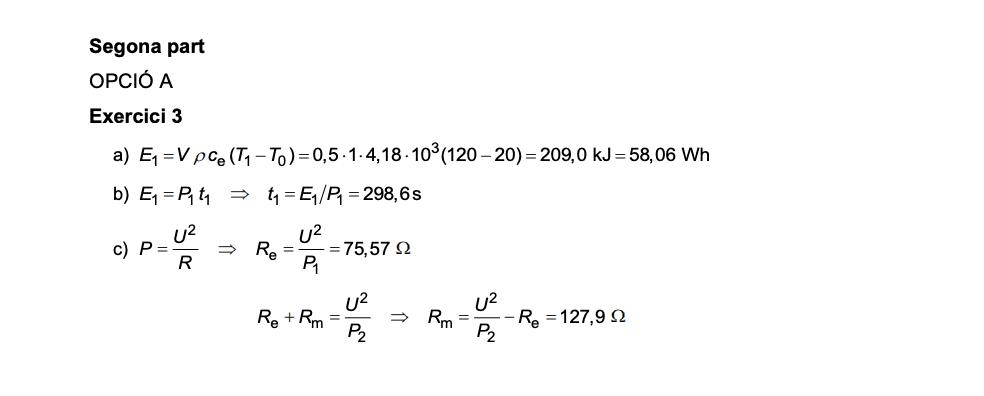 Segona part
OPCIÓ A
Exercici 3
a) E₁ = V ρ cₑ (T₁ – T₀) = 0,5 · 1 · 4,18 · 10³ (120 – 20) = 209,0 kJ = 58,06 Wh
b) E₁ = P₁ t₁ ⇒ t₁ = E₁/P₁ = 298,6 s
c) P = U²/R ⇒ Rₑ = U²/P₁ = 75,57 Ω
Rₑ + Rₘ = U²/P₂ ⇒ Rₘ = U²/P₂ – Rₑ = 127,9 Ω